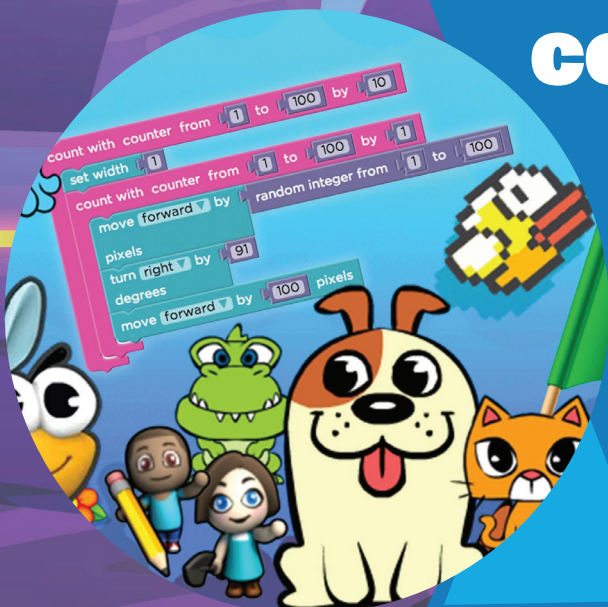 CO
count with counter from 1 to 100 by 10
set width 1
count with counter from 1 to 100 by 1
move forward by random integer from 1 to 100
pixels
turn right by 91
degrees
move forward by 100 pixels